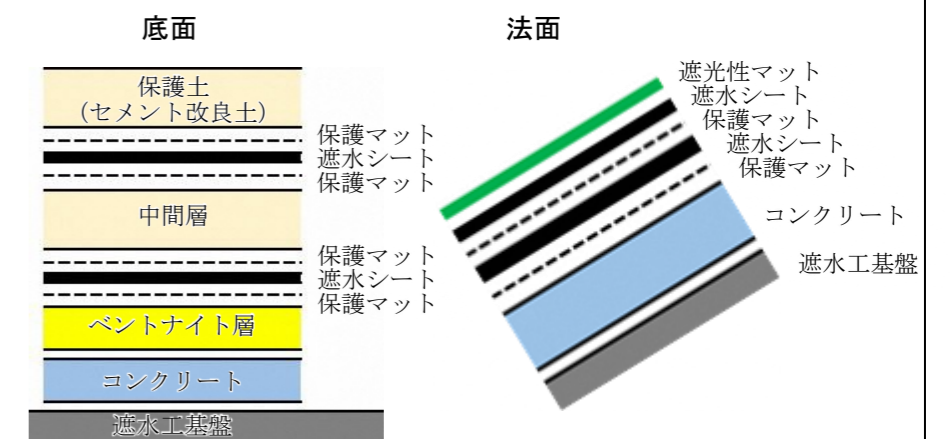 底面
保護土
(セメント改良土)
保護マット
遮水シート
保護マット
中間層
保護マット
遮水シート
保護マット
ベントナイト層
コンクリート
遮水工基盤
法面
遮光性マット
遮水シート
保護マット
遮水シート
保護マット
コンクリート
遮水工基盤